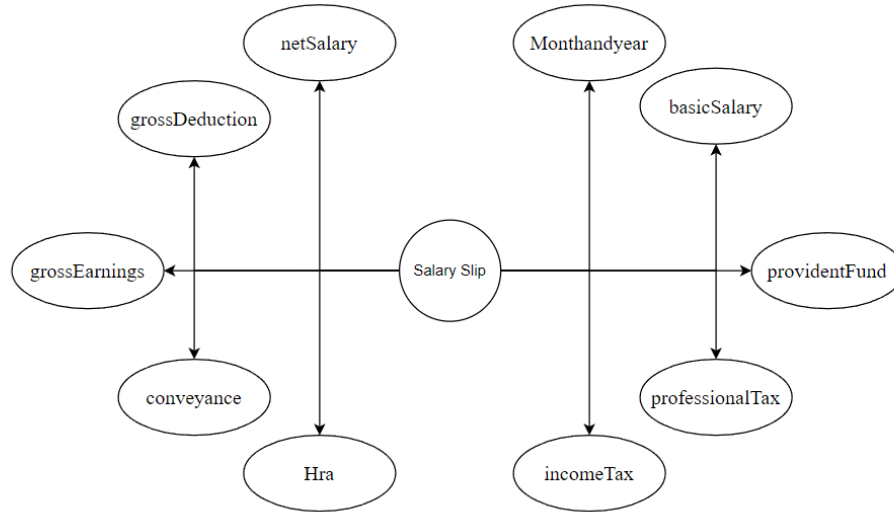 netSalary
Monthandyear
grossDeduction
basicSalary
grossEarnings
Salary Slip
providentFund
conveyance
professionalTax
Hra
incomeTax